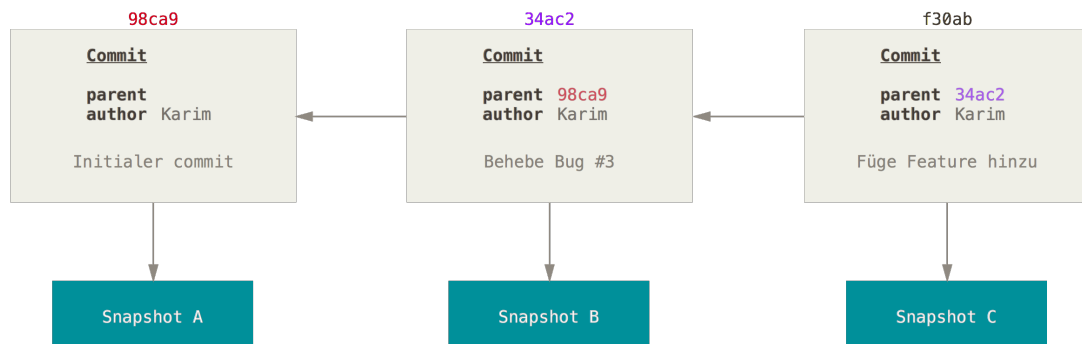 98ca9
Commit
parent
author Karim
Initialer commit
Snapshot A
34ac2
Commit
parent 98ca9
author Karim
Behebe Bug #3
Snapshot B
f30ab
Commit
parent 34ac2
author Karim
Füge Feature hinzu
Snapshot C